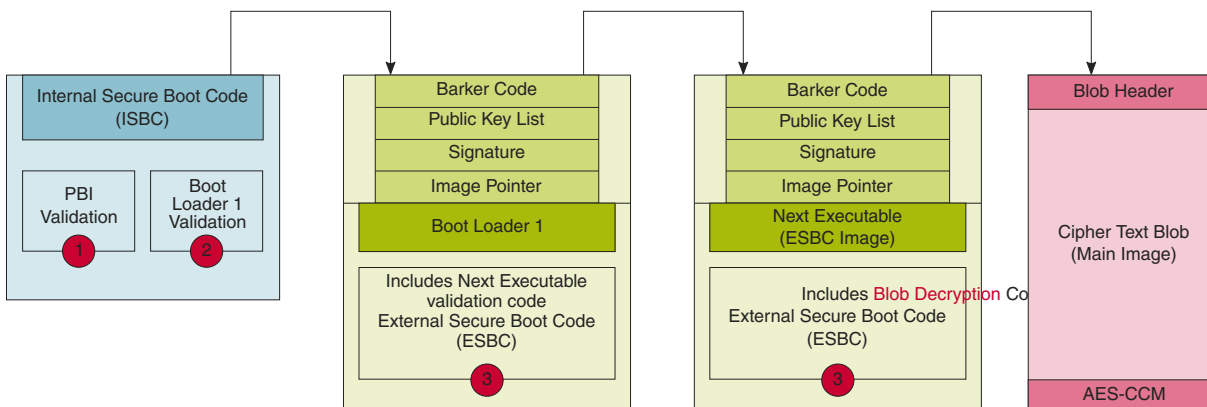 Internal Secure Boot Code
(ISBC)
PBI
Validation
1
Boot
Loader 1
Validation
2
Barker Code
Public Key List
Signature
Image Pointer
Boot Loader 1
Includes Next Executable
validation code
External Secure Boot Code
(ESBC)
3
Barker Code
Public Key List
Signature
Image Pointer
Next Executable
(ESBC Image)
Includes Blob Decryption Co
External Secure Boot Code
(ESBC)
3
Blob Header
Cipher Text Blob
(Main Image)
AES-CCM